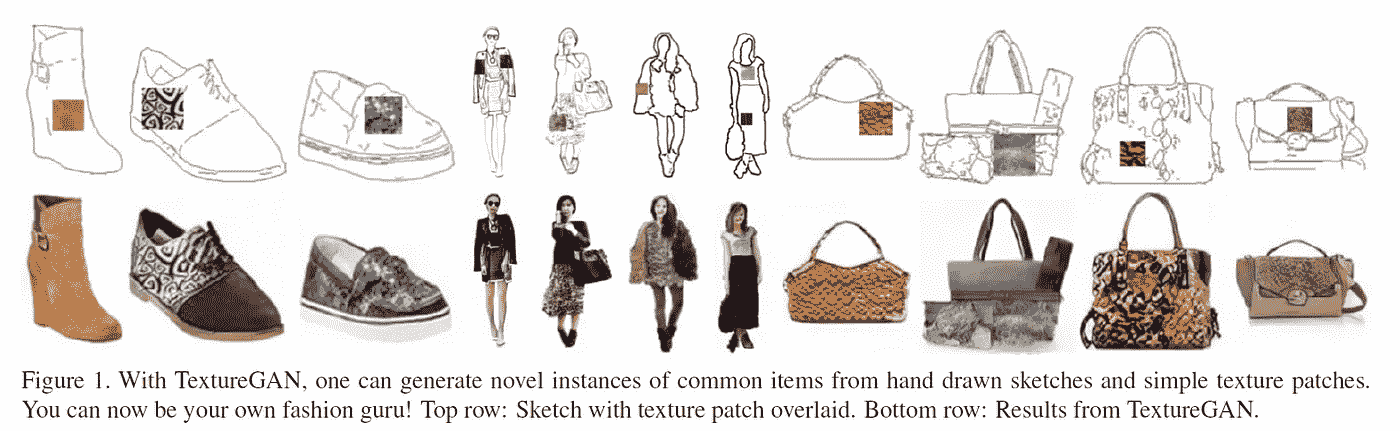 Figure 1. With TextureGAN, one can generate novel instances of common items from hand drawn sketches and simple texture patches.
You can now be your own fashion guru! Top row: Sketch with texture patch overlaid. Bottom row: Results from TextureGAN.